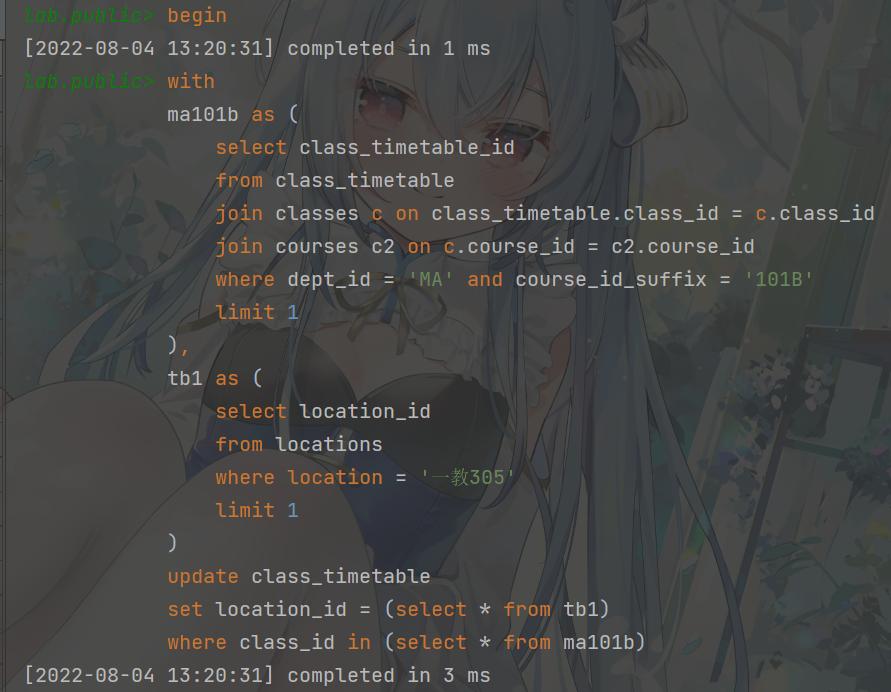 lab.public> begin
[2022-08-04 13:20:31] completed in 1 ms
lab.public> with
ma101b as (
select class_timetable_id
from class_timetable
join classes c on class_timetable.class_id = c.class_id
join courses c2 on c.course_id = c2.course_id
where dept_id = 'MA' and course_id_suffix = '101B'
limit 1
),
tb1 as (
select location_id
from locations
where location = '一教305'
limit 1
)
update class_timetable
set location_id = (select * from tb1)
where class_id in (select * from ma101b)
[2022-08-04 13:20:31] completed in 3 ms